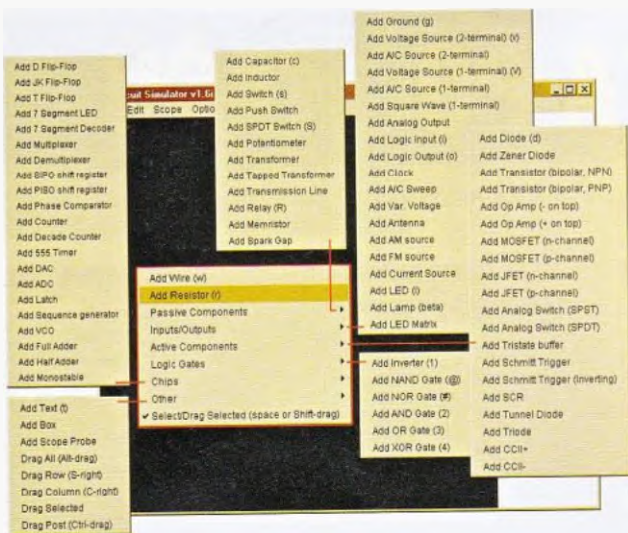 Add D Flip-Flop
Add JK Flip-Flop
Add T Flip-Flop
Add 7 Segment LED
Add 7 Segment Decoder
Add Multiplexer
Add Demultiplexer
Add SIPO shift register
Add PISO shift register
Add Phase Comparator
Add Counter
Add Decade Counter
Add 555 Timer
Add DAC
Add ADC
Add Latch
Add Sequence generator
Add VCO
Add Full Adder
Add Half Adder
Add Monostable
Add Text (t)
Add Box
Add Scope Probe
Drag All (Alt-drag)
Drag Row (S-right)
Drag Column (C-right)
Drag Selected
Drag Post (Ctrl-drag)
cuit Simulator v1.6i
Edit Scope Optio
Add Capacitor (c)
Add Inductor
Add Switch (s)
Add Push Switch
Add SPDT Switch (S)
Add Potentiometer
Add Transformer
Add Tapped Transformer
Add Transmission Line
Add Relay (R)
Add Memristor
Add Spark Gap
Add Wire (w)
Add Resistor (r)
Passive Components
Inputs/Outputs
Active Components
Logic Gates
Chips
Other
✓ Select/Drag Selected (space or Shift-drag)
Add Ground (g)
Add Voltage Source (2-terminal) (v)
Add A/C Source (2-terminal)
Add Voltage Source (1-terminal) (V)
Add A/C Source (1-terminal)
Add Square Wave (1-terminal)
Add Analog Output
Add Logic Input (i)
Add Logic Output (o)
Add Clock
Add A/C Sweep
Add Var. Voltage
Add Antenna
Add AM source
Add FM source
Add Current Source
Add LED (l)
Add Lamp (beta)
Add LED Matrix
Add Inverter (1)
Add NAND Gate (@)
Add NOR Gate (#)
Add AND Gate (2)
Add OR Gate (3)
Add XOR Gate (4)
Add Diode (d)
Add Zener Diode
Add Transistor (bipolar, NPN)
Add Transistor (bipolar, PNP)
Add Op Amp (- on top)
Add Op Amp (+ on top)
Add MOSFET (n-channel)
Add MOSFET (p-channel)
Add JFET (n-channel)
Add JFET (p-channel)
Add Analog Switch (SPST)
Add Analog Switch (SPDT)
Add Tristate buffer
Add Schmitt Trigger
Add Schmitt Trigger (Inverting)
Add SCR
Add Tunnel Diode
Add Triode
Add CCII+
Add CCII-